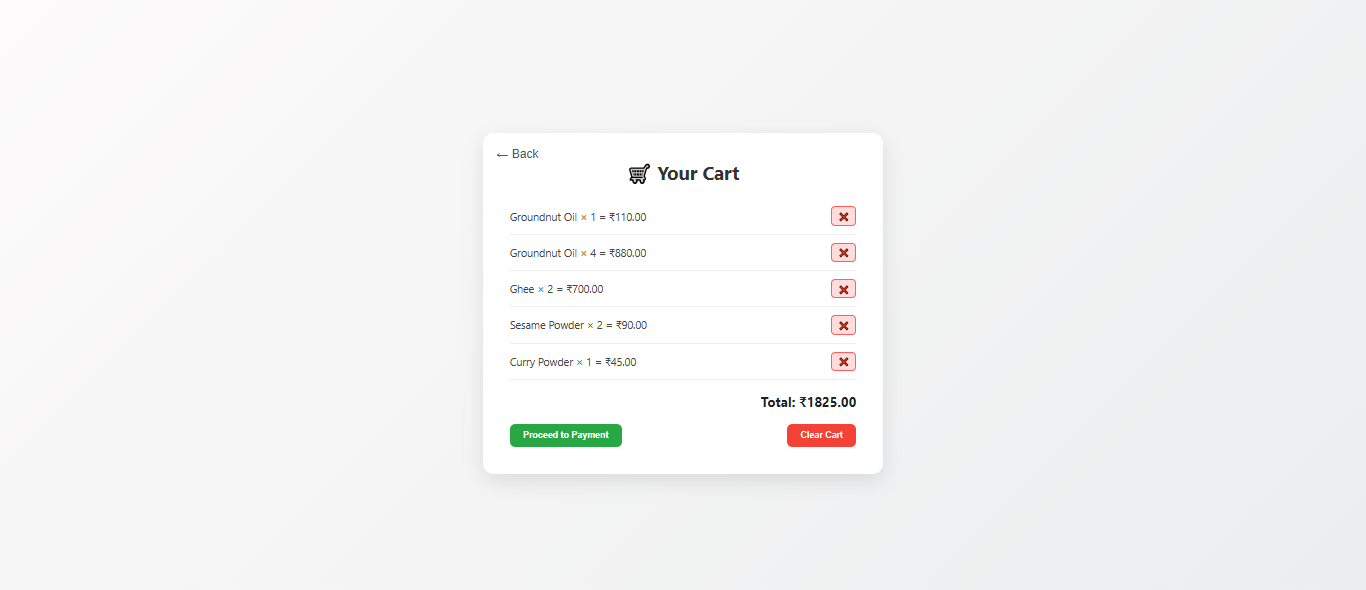 ← Back
🛒 Your Cart
Groundnut Oil × 1 = ₹110.00
Groundnut Oil × 4 = ₹880.00
Ghee × 2 = ₹700.00
Sesame Powder × 2 = ₹90.00
Curry Powder × 1 = ₹45.00
Total: ₹1825.00
Proceed to Payment
Clear Cart